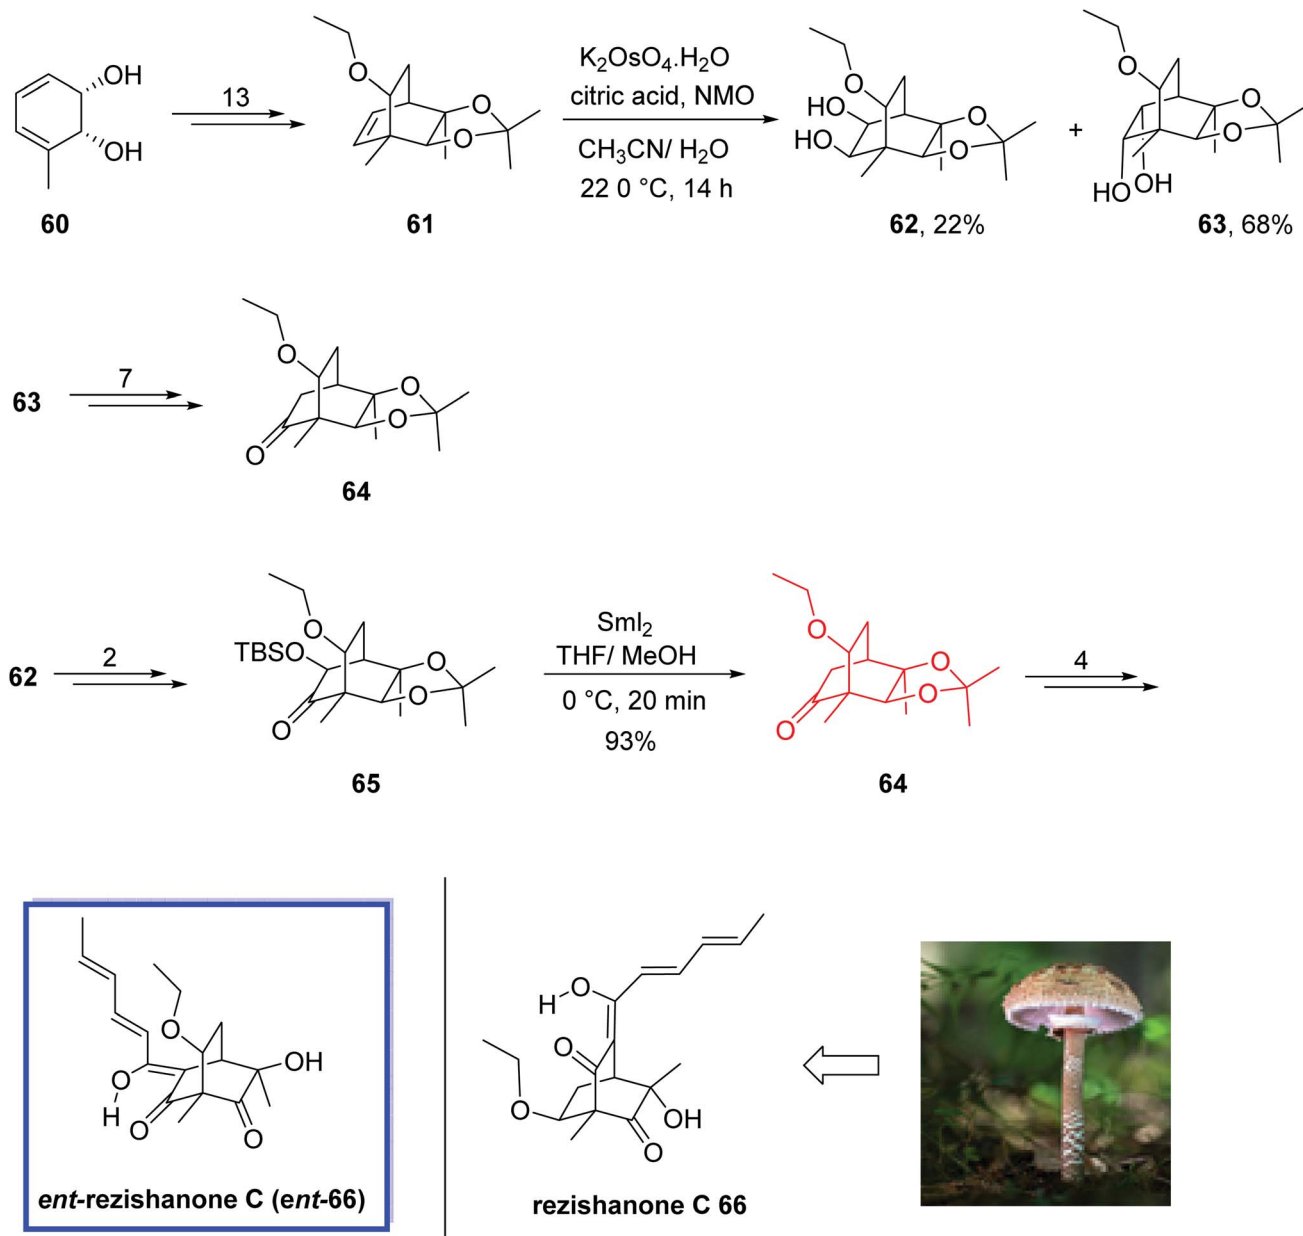 OH
OH
60
13
O
O
O
61
K2OsO4.H2O
citric acid, NMO
CH3CN/ H2O
22 0 °C, 14 h
O
HO
HO
O
O
62, 22%
+
O
O
O
HO
OH
63, 68%
63
7
O
O
O
O
64
62
2
O
TBSO
O
O
O
65
SmI2
THF/ MeOH
0 °C, 20 min
93%
O
O
O
O
64
4
O
OH
O
H
O
O
ent-rezishanone C (ent-66)
O
H
O
O
OH
O
rezishanone C 66